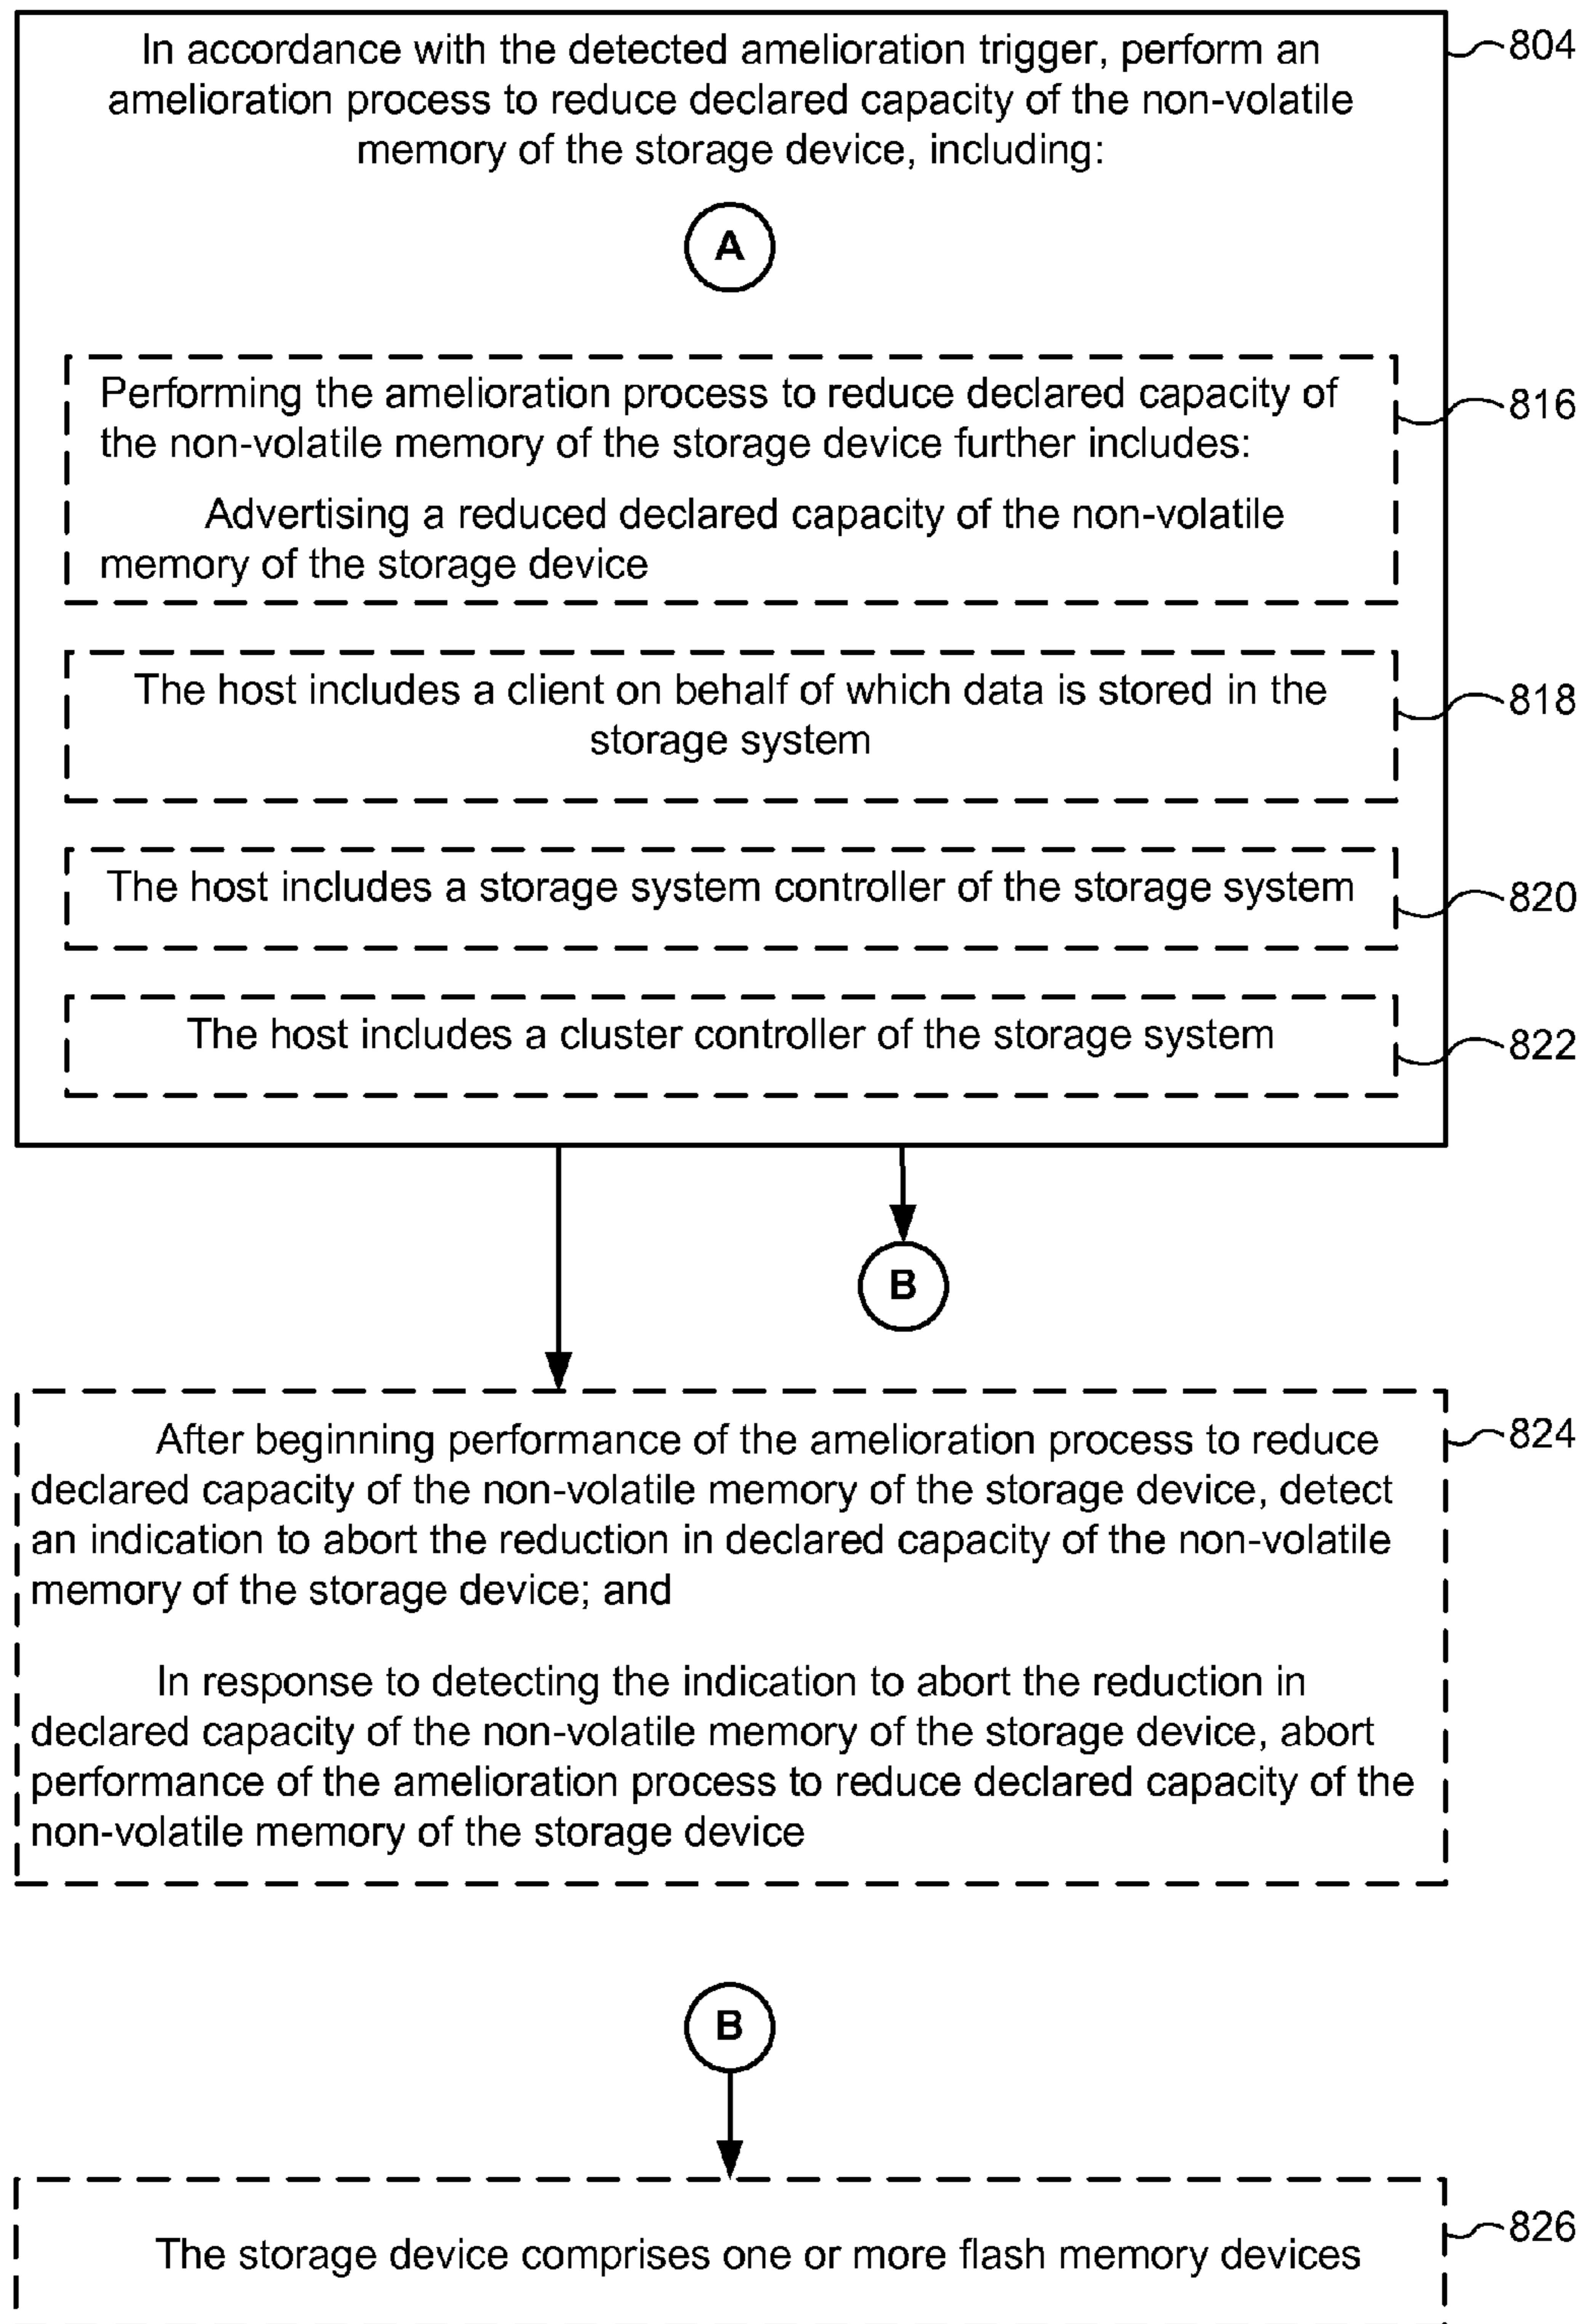 In accordance with the detected amelioration trigger, perform an
amelioration process to reduce declared capacity of the non-volatile
memory of the storage device, including:
804
A
Performing the amelioration process to reduce declared capacity of
the non-volatile memory of the storage device further includes:
816
Advertising a reduced declared capacity of the non-volatile
memory of the storage device
The host includes a client on behalf of which data is stored in the
storage system
818
The host includes a storage system controller of the storage system
820
The host includes a cluster controller of the storage system
822
B
After beginning performance of the amelioration process to reduce
declared capacity of the non-volatile memory of the storage device, detect
an indication to abort the reduction in declared capacity of the non-volatile
memory of the storage device; and
824
In response to detecting the indication to abort the reduction in
declared capacity of the non-volatile memory of the storage device, abort
performance of the amelioration process to reduce declared capacity of the
non-volatile memory of the storage device
B
The storage device comprises one or more flash memory devices
826